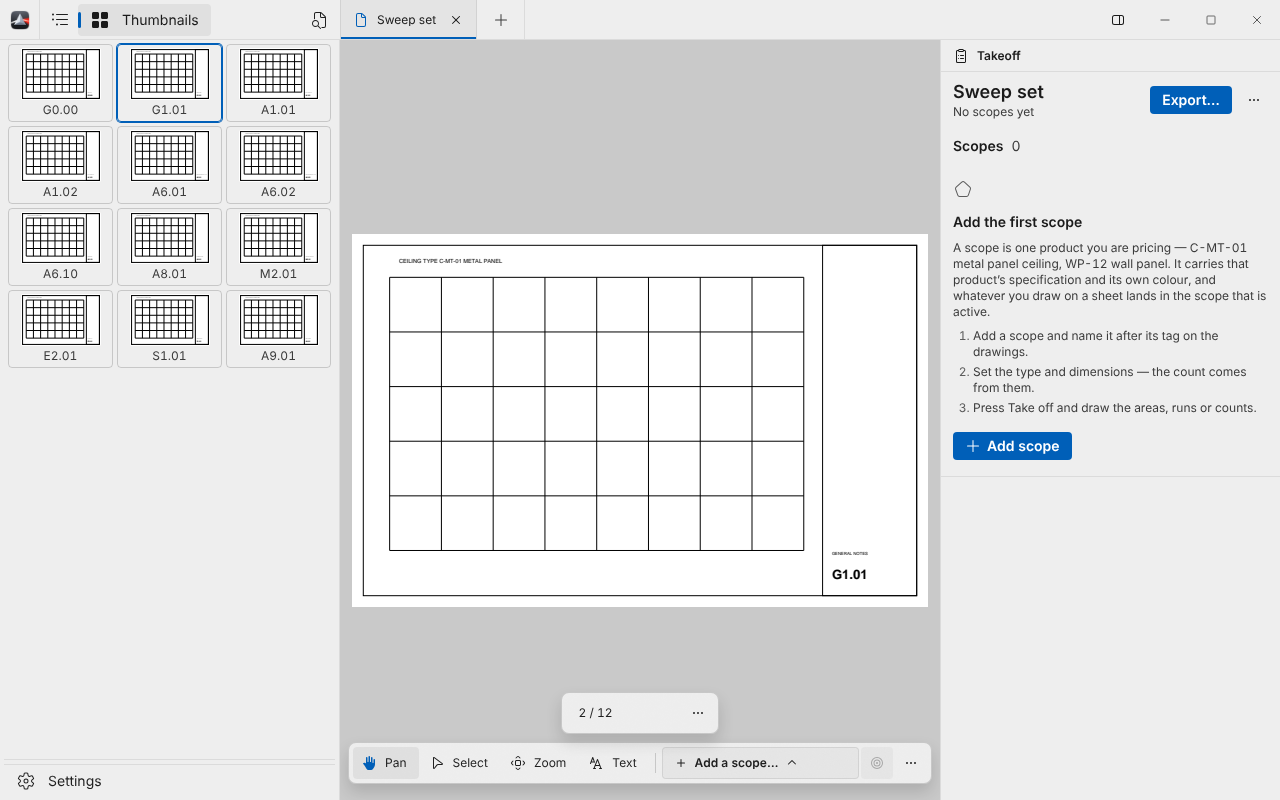 Thumbnails
Sweep set
G0.00
G1.01
A1.01
A1.02
A6.01
A6.02
A6.10
A8.01
M2.01
E2.01
S1.01
A9.01
Settings
CEILING TYPE C-MT-01 METAL PANEL
GENERAL NOTES
G1.01
2 / 12
Pan
Select
Zoom
Text
Add a scope...
Takeoff
Sweep set
No scopes yet
Export...
Scopes 0
Add the first scope
A scope is one product you are pricing — C-MT-01
metal panel ceiling, WP-12 wall panel. It carries that
product's specification and its own colour, and
whatever you draw on a sheet lands in the scope that is
active.
1. Add a scope and name it after its tag on the
drawings.
2. Set the type and dimensions — the count comes
from them.
3. Press Take off and draw the areas, runs or counts.
Add scope